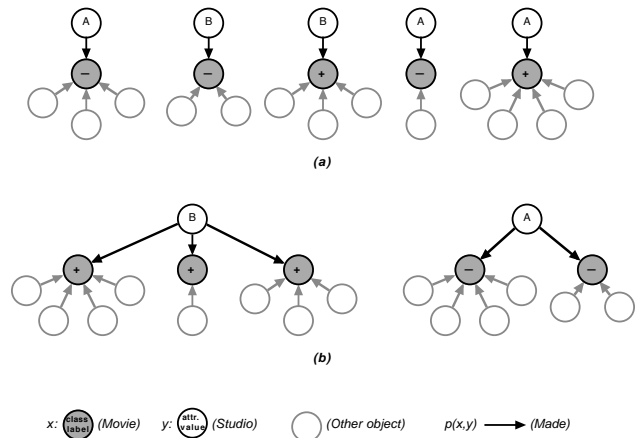 A B B A A
− − + − +
(a)
B A
+ + + − −
(b)
x: class label (Movie) y: attr. value (Studio) (Other object) p(x,y) (Made)